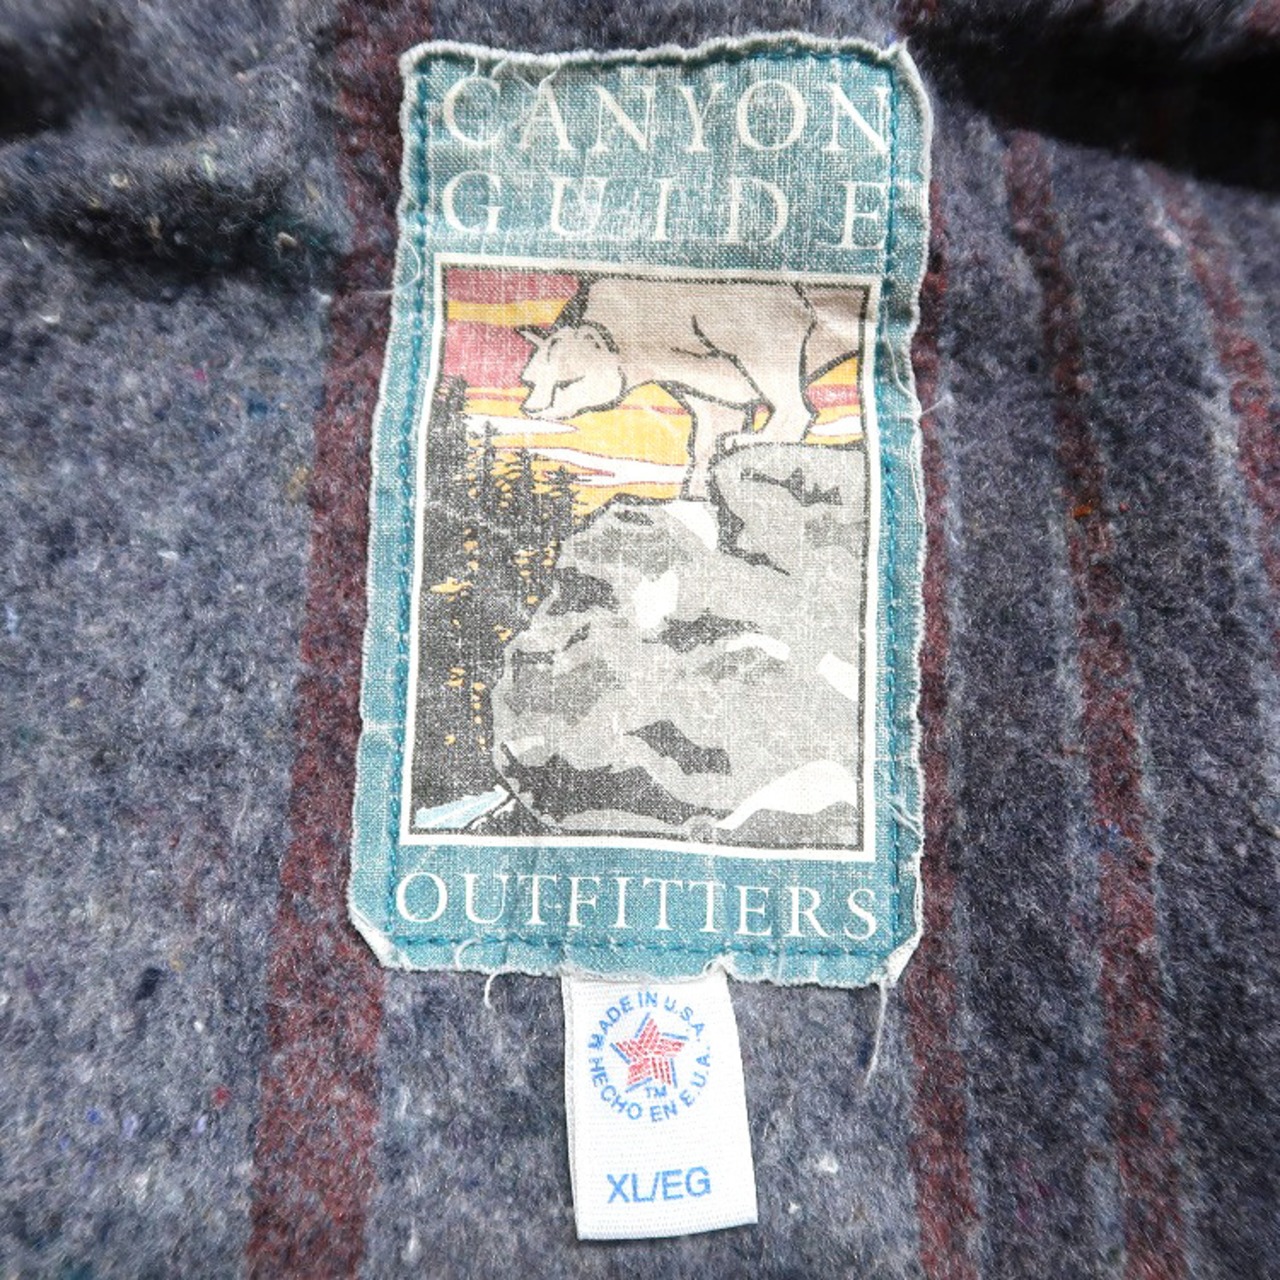 CANYON
GUIDE
OUTFITTERS
MADE IN U.S.A.
HECHO EN E.U.A.
TM
XL/EG